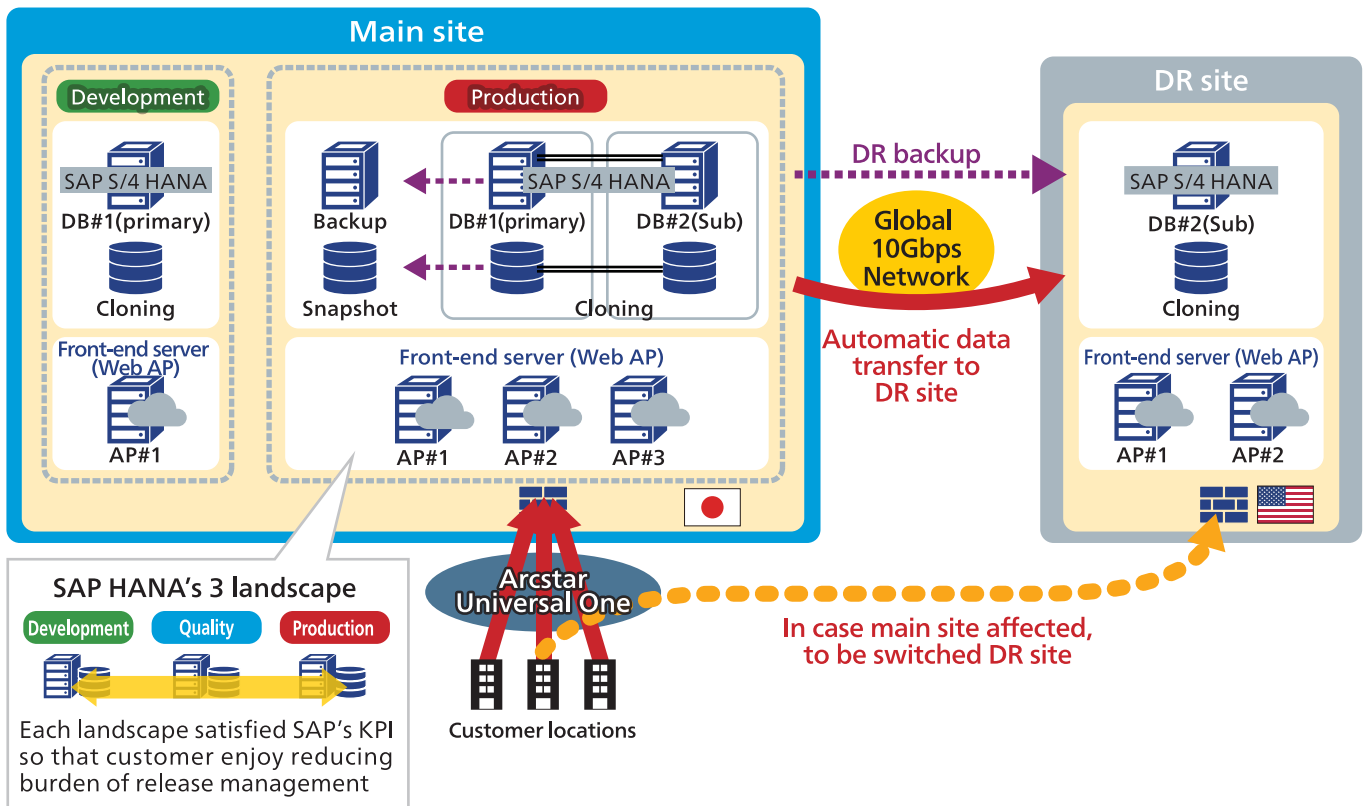 Main site
Development
SAP S/4 HANA
DB#1(primary)
Cloning
Front-end server
(Web AP)
AP#1
Production
Backup
Snapshot
SAP S/4 HANA
DB#1(primary)
DB#2(Sub)
Cloning
Front-end server (Web AP)
AP#1
AP#2
AP#3
DR backup
Global
10Gbps
Network
Automatic data
transfer to
DR site
DR site
SAP S/4 HANA
DB#2(Sub)
Cloning
Front-end server (Web AP)
AP#1
AP#2
SAP HANA’s 3 landscape
Development
Quality
Production
Each landscape satisfied SAP’s KPI
so that customer enjoy reducing
burden of release management
Arcstar
Universal One
Customer locations
In case main site affected,
to be switched DR site